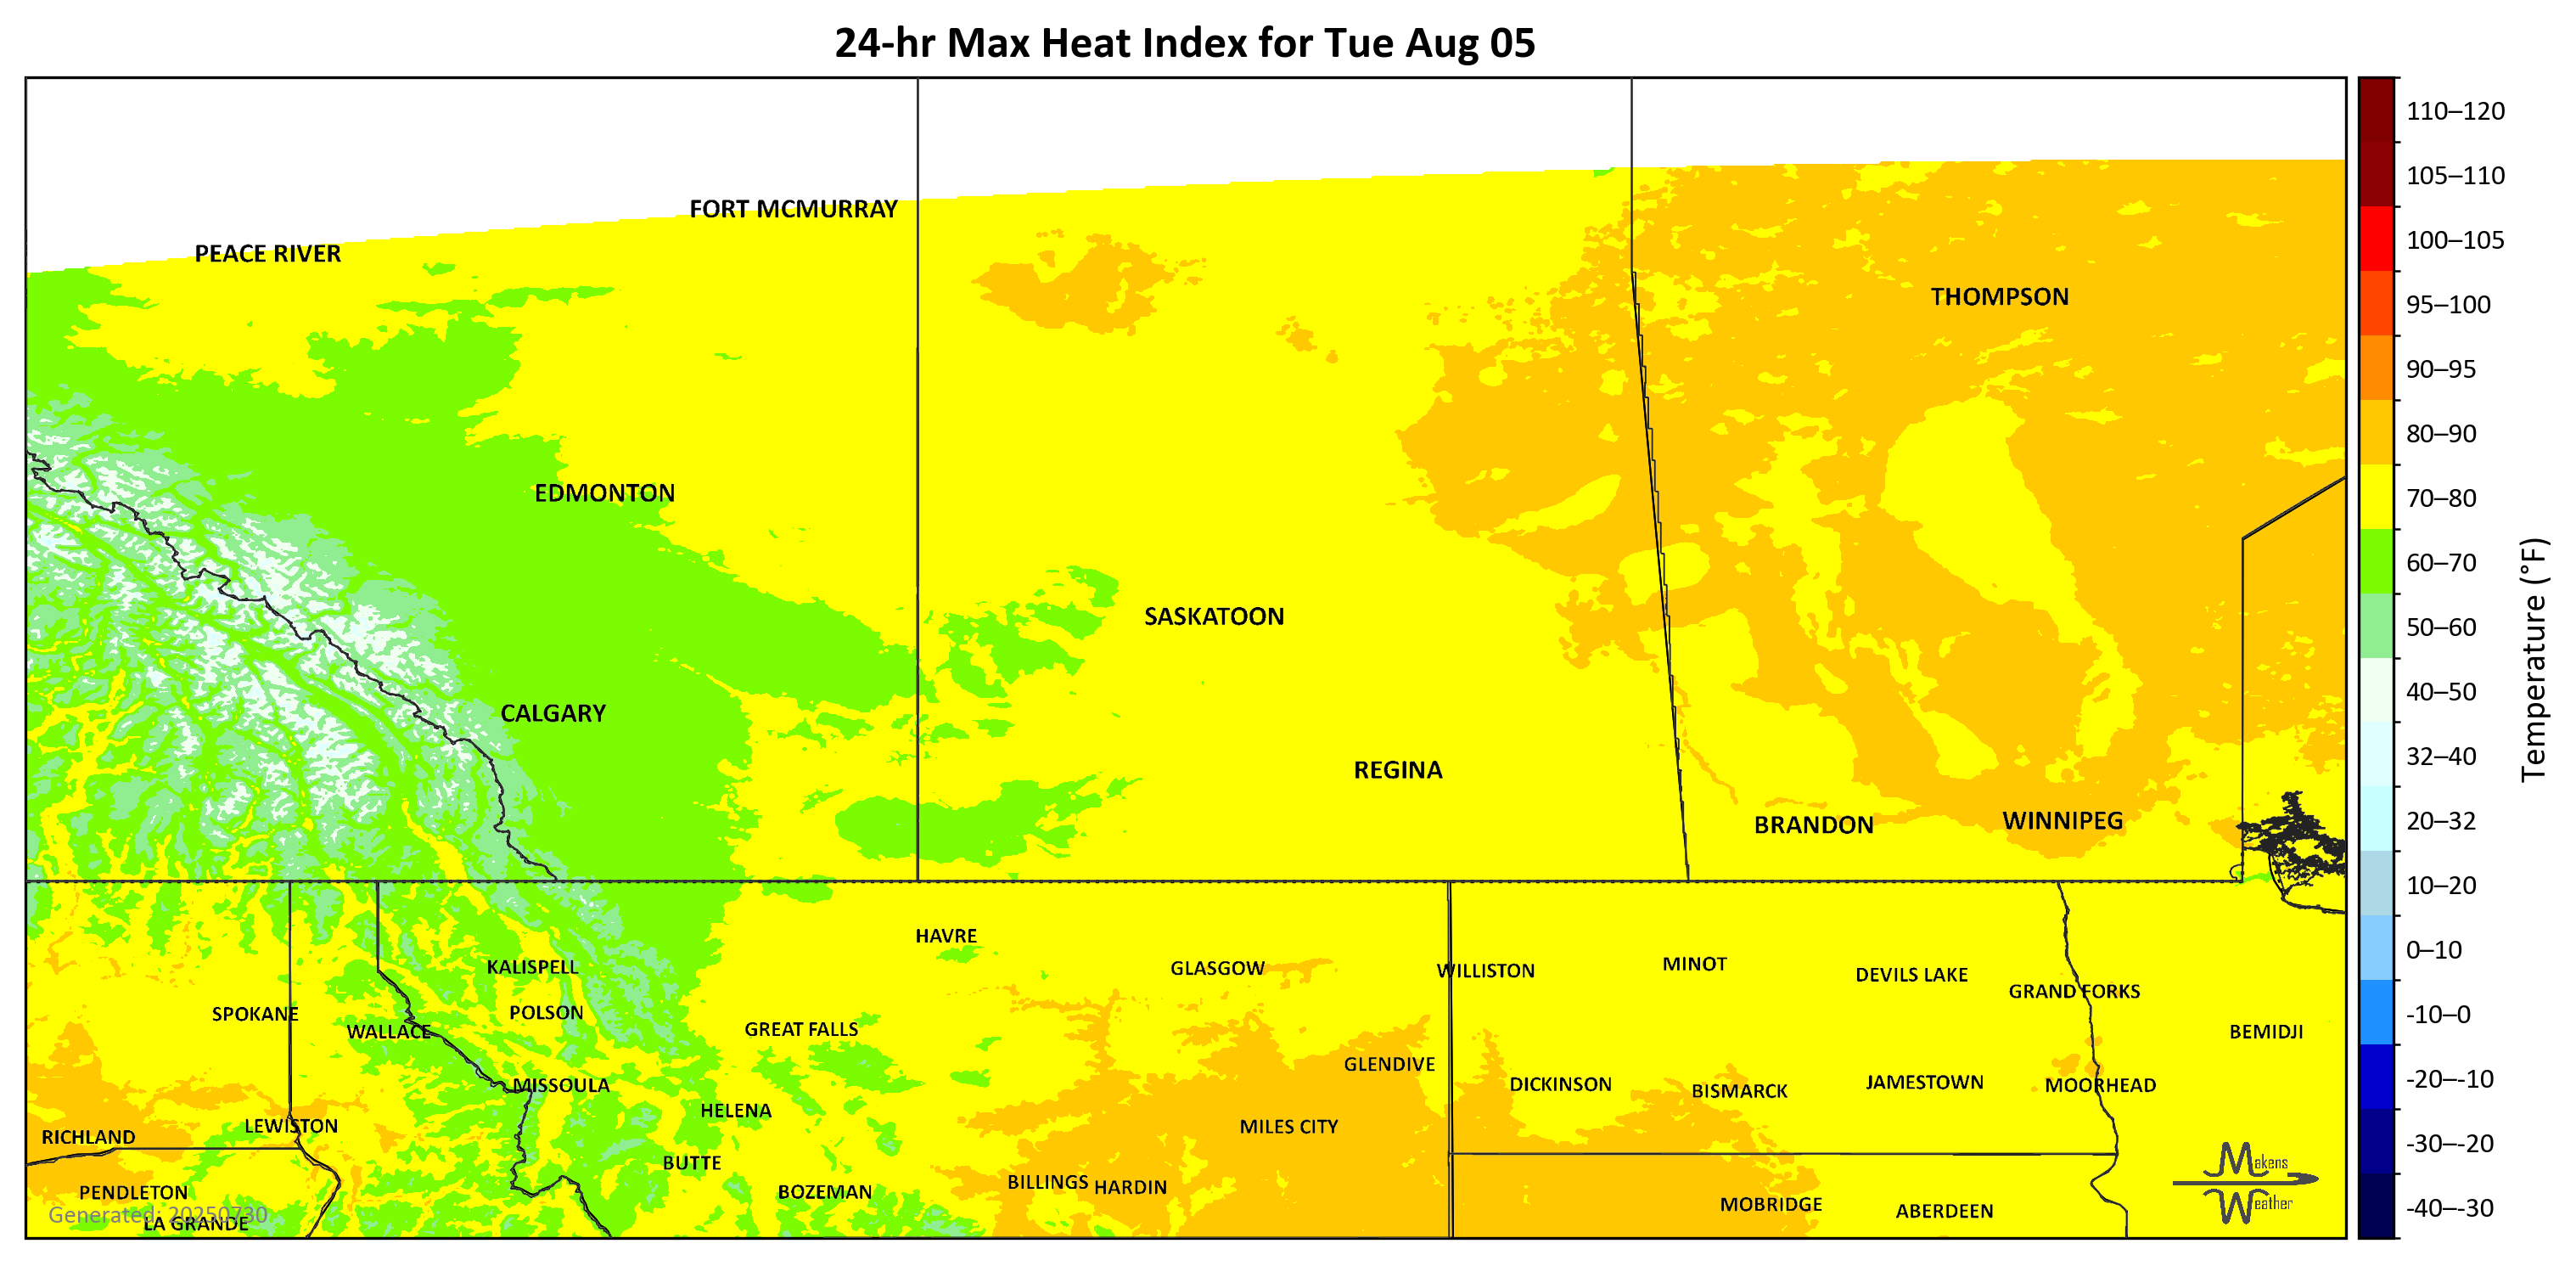 24-hr Max Heat Index for Tue Aug 05
FORT MCMURRAY
PEACE RIVER
THOMPSON
EDMONTON
SASKATOON
CALGARY
REGINA
BRANDON
WINNIPEG
HAVRE
GLASGOW
WILLISTON
MINOT
DEVILS LAKE
GRAND FORKS
KALISPELL
SPOKANE
POLSON
WALLACE
GREAT FALLS
BEMIDJI
GLENDIVE
MISSOULA
DICKINSON
BISMARCK
JAMESTOWN
MOORHEAD
HELENA
LEWISTON
MILES CITY
RICHLAND
BUTTE
PENDLETON
BOZEMAN
BILLINGS
HARDIN
MOBRIDGE
ABERDEEN
Generated: 20250730
LA GRANDE
Makens
Weather
110–120
105–110
100–105
95–100
90–95
80–90
70–80
60–70
50–60
40–50
32–40
20–32
10–20
0–10
-10–0
-20–-10
-30–-20
-40–-30
Temperature (°F)